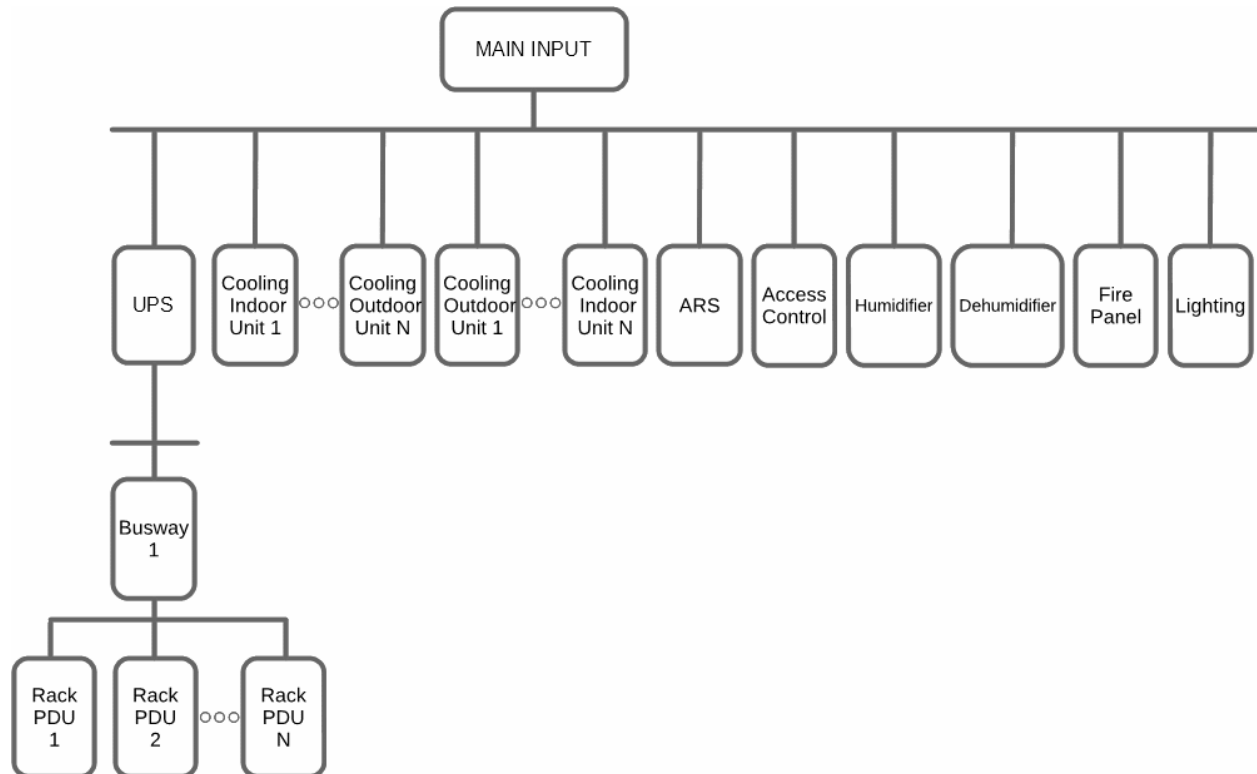 MAIN INPUT
UPS
Cooling
Indoor
Unit 1
Cooling
Outdoor
Unit N
Cooling
Outdoor
Unit 1
Cooling
Indoor
Unit N
ARS
Access
Control
Humidifier
Dehumidifier
Fire
Panel
Lighting
Busway
1
Rack
PDU
1
Rack
PDU
2
Rack
PDU
N